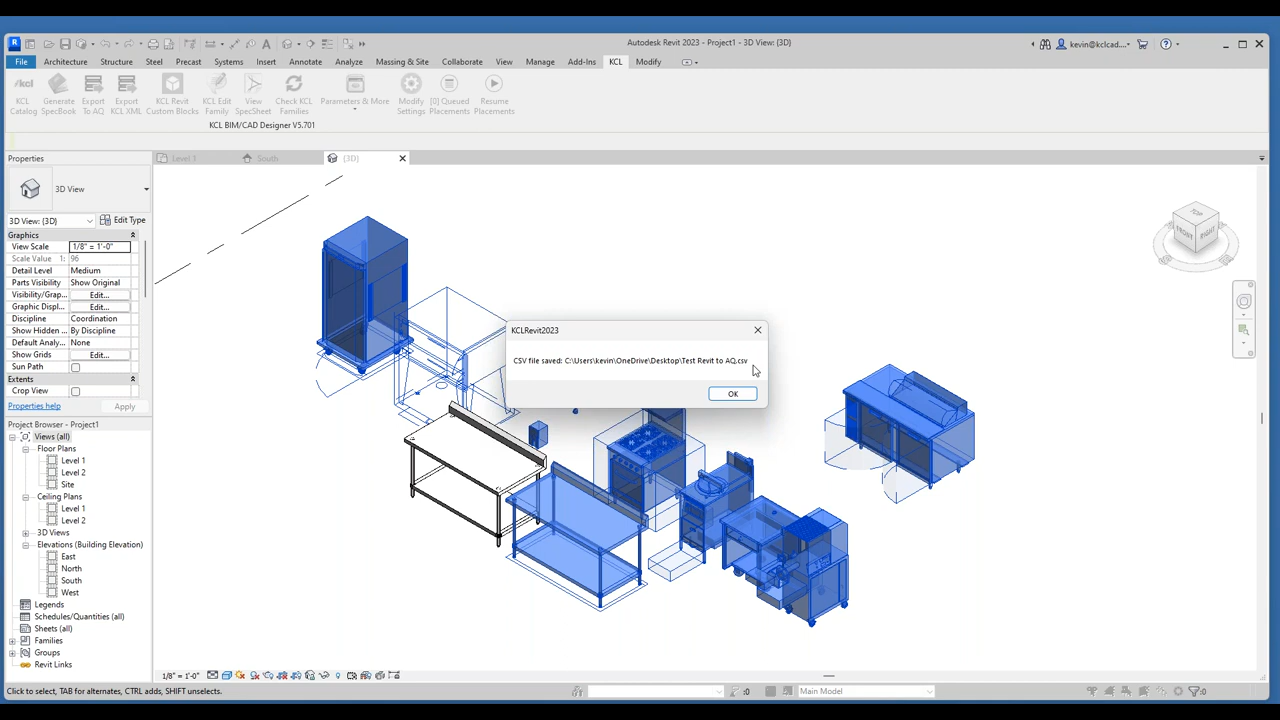 Autodesk Revit 2023 - Project1 - 3D View: {3D}
kevin@kclcad....
File Architecture Structure Steel Precast Systems Insert Annotate Analyze Massing & Site Collaborate View Manage Add-Ins KCL Modify
KCL Catalog
Generate SpecBook
Export To AQ
Export KCL XML
KCL Revit Custom Blocks
KCL Edit Family
View SpecSheet
Check KCL Families
Parameters & More
Modify Settings
[0] Queued Placements
Resume Placements
KCL BIM/CAD Designer V5.701
Properties
Level 1
South
{3D}
3D View
3D View: {3D}
Edit Type
Graphics
View Scale 1/8" = 1'-0"
Scale Value 1: 96
Detail Level Medium
Parts Visibility Show Original
Visibility/Grap... Edit...
Graphic Displ... Edit...
Discipline Coordination
Show Hidden ... By Discipline
Default Analy... None
Show Grids Edit...
Sun Path
Extents
Crop View
Properties help
Apply
Project Browser - Project1
Views (all)
Floor Plans
Level 1
Level 2
Site
Ceiling Plans
Level 1
Level 2
3D Views
Elevations (Building Elevation)
East
North
South
West
Legends
Schedules/Quantities (all)
Sheets (all)
Families
Groups
Revit Links
KCLRevit2023
CSV file saved: C:\Users\kevin\OneDrive\Desktop\Test Revit to AQ.csv
OK
TOP
FRONT
RIGHT
1/8" = 1'-0"
Click to select, TAB for alternates, CTRL adds, SHIFT unselects.
:0
Main Model
:0